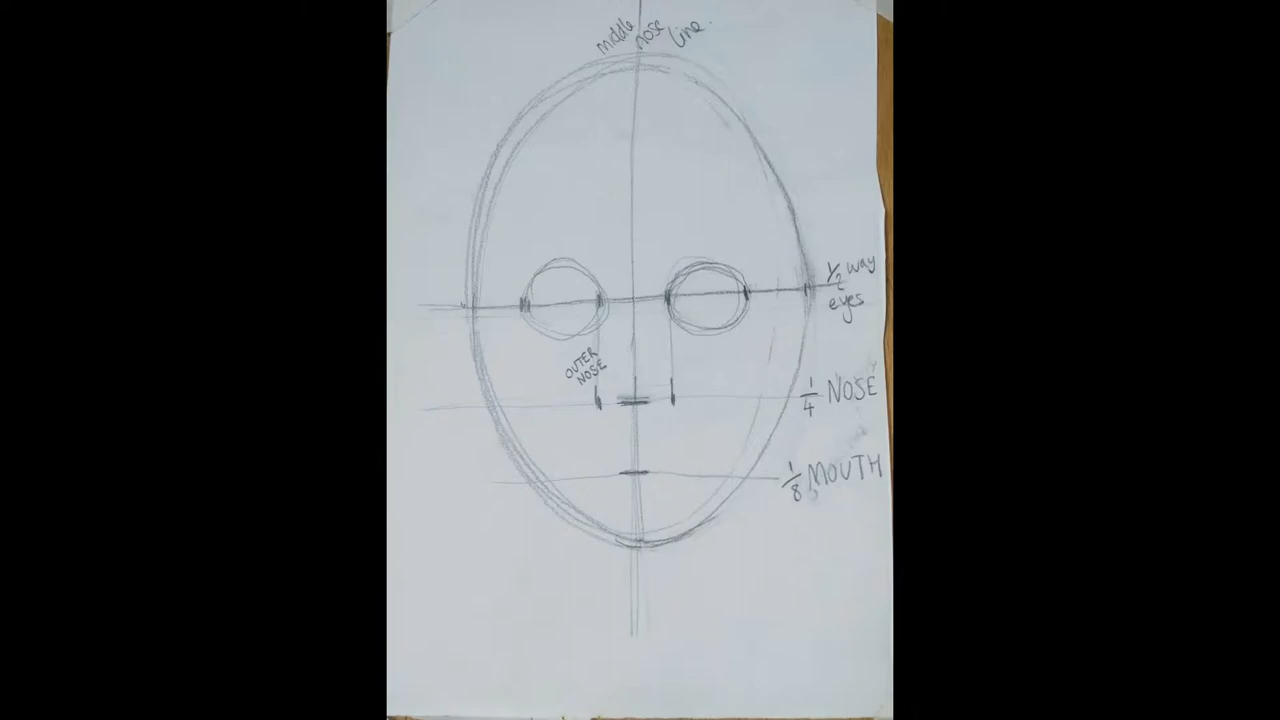 middle nose line.
1/2 way
eyes
OUTER
NOSE
1/4 NOSE
1/8 MOUTH